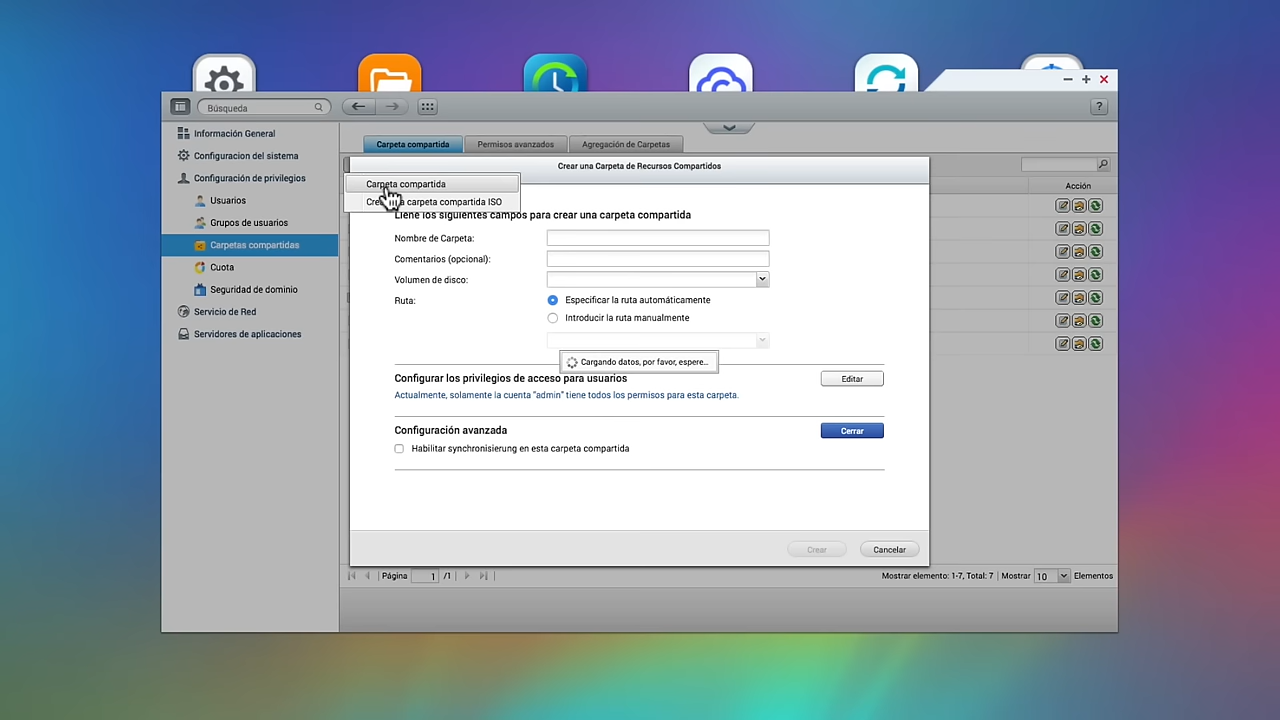 Búsqueda
?
Información General
Configuracion del sistema
Configuración de privilegios
Usuarios
Grupos de usuarios
Carpetas compartidas
Cuota
Seguridad de dominio
Servicio de Red
Servidores de aplicaciones
Carpeta compartida
Permisos avanzados
Agregación de Carpetas
Acción
Crear una Carpeta de Recursos Compartidos
Carpeta compartida
carpeta compartida ISO
los siguientes campos para crear una carpeta compartida
Nombre de Carpeta:
Comentarios (opcional):
Volumen de disco:
Ruta:
Especificar la ruta automáticamente
Introducir la ruta manualmente
Cargando datos, por favor, espere...
Configurar los privilegios de acceso para usuarios
Editar
Actualmente, solamente la cuenta "admin" tiene todos los permisos para esta carpeta.
Configuración avanzada
Cerrar
Habilitar synchronisierung en esta carpeta compartida
Crear
Cancelar
Página 1 /1
Mostrar elemento: 1-7, Total: 7 | Mostrar 10 Elementos